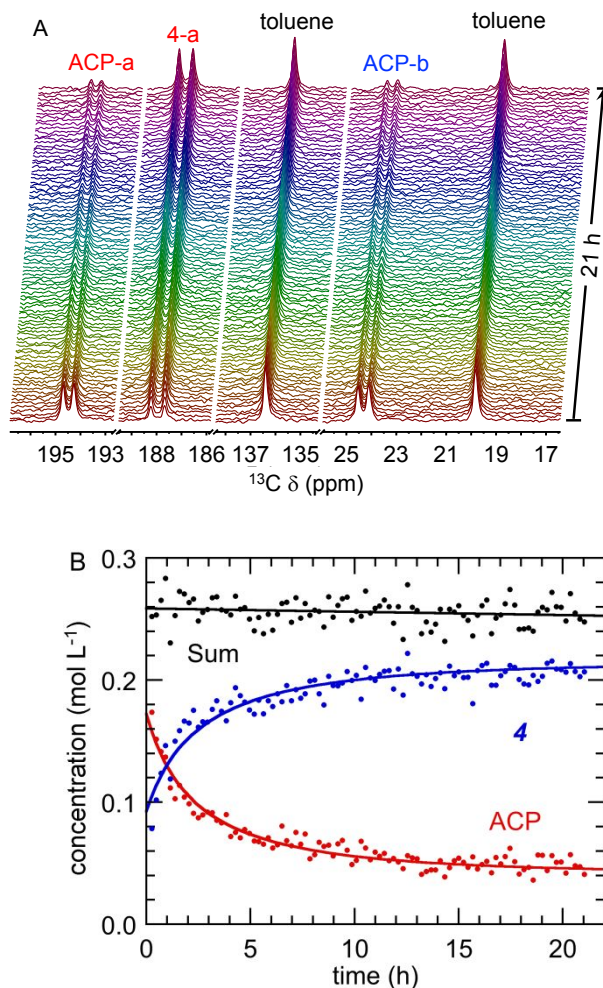 A
ACP-a
4-a
toluene
ACP-b
toluene
21 h
195 193 188 186 137 135 25 23 21 19 17
¹³C δ (ppm)
B
0.3
0.2
0.1
0.0
concentration (mol L⁻¹)
Sum
4
ACP
0 5 10 15 20
time (h)